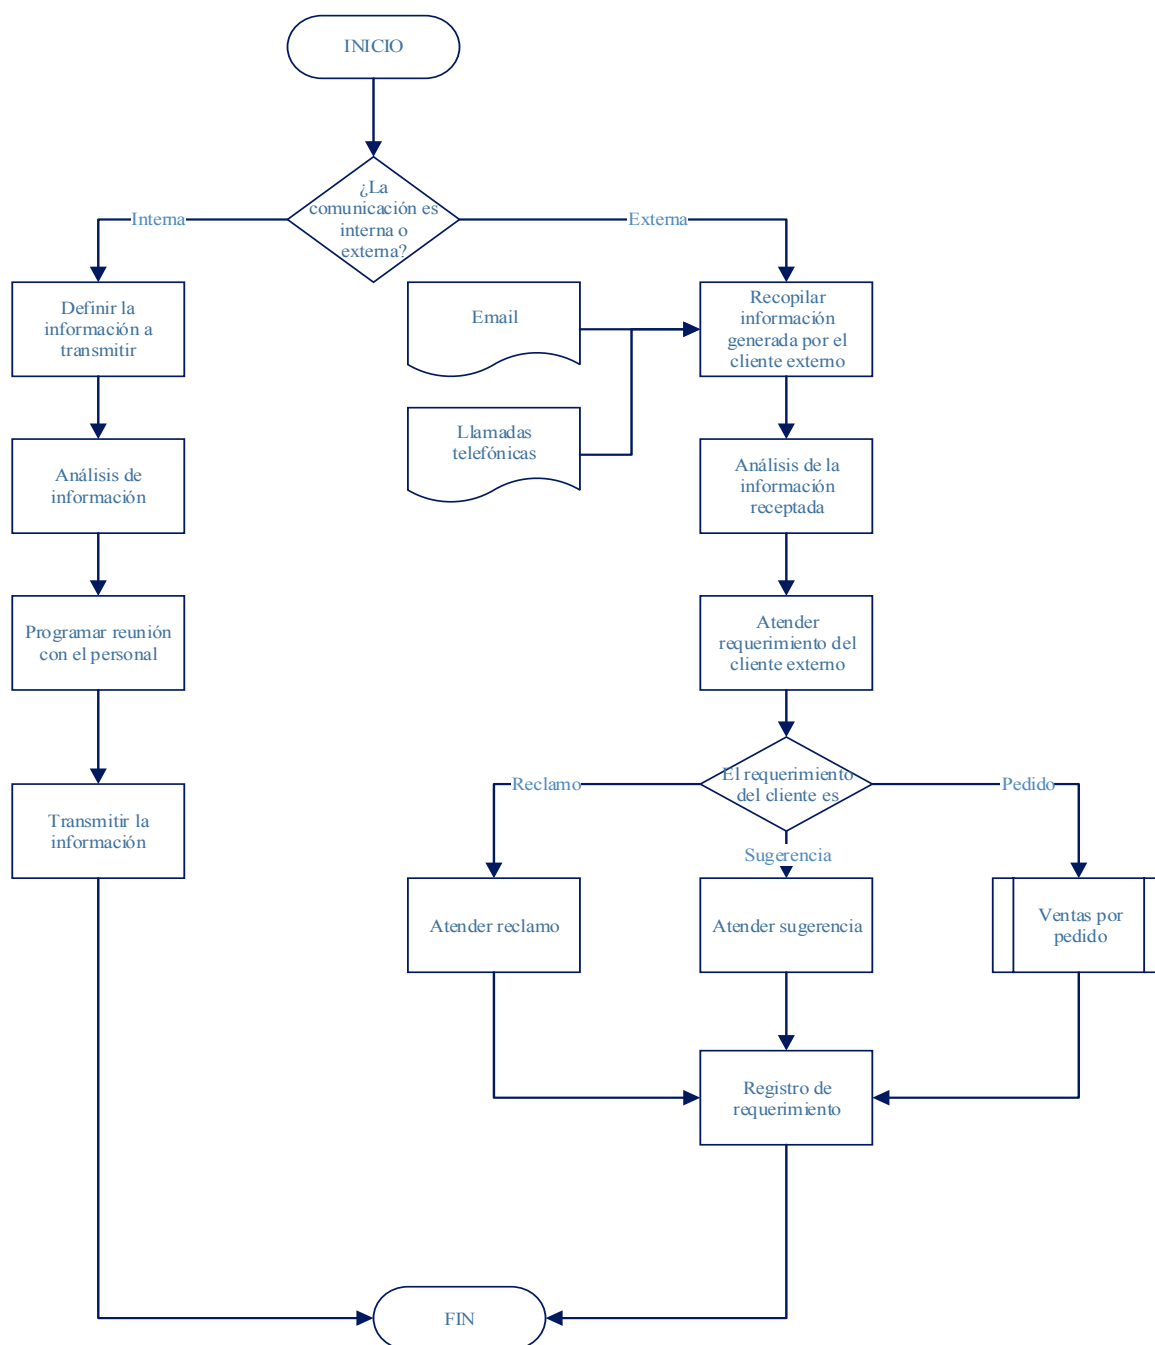 INICIO
¿La
comunicación es
interna o
externa?
Interna
Externa
Definir la
información a
transmitir
Email
Recopilar
información
generada por el
cliente externo
Llamadas
telefónicas
Análisis de
información
Análisis de la
información
receptada
Programar reunión
con el personal
Atender
requerimiento del
cliente externo
El requerimiento
del cliente es
Reclamo
Pedido
Sugerencia
Transmitir la
información
Atender reclamo
Atender sugerencia
Ventas por
pedido
Registro de
requerimiento
FIN